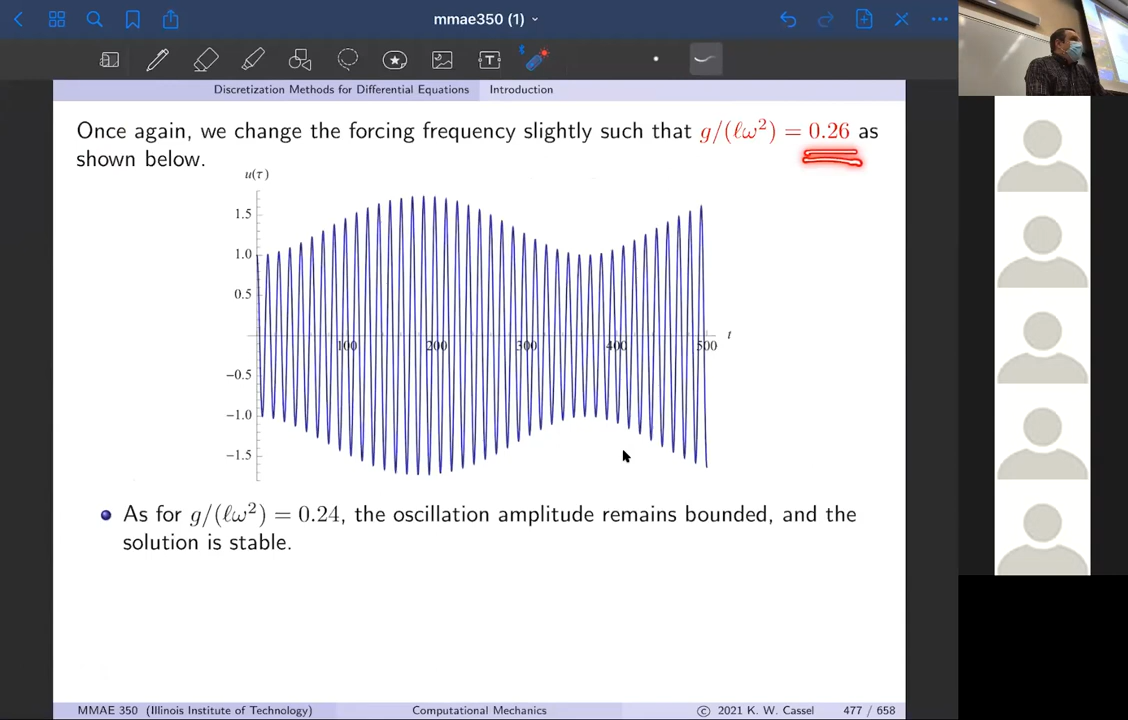 mmae350 (1)
Discretization Methods for Differential Equations Introduction
Once again, we change the forcing frequency slightly such that g/(ℓω²) = 0.26 as
shown below.
u(τ)
1.5
1.0
0.5
-0.5
-1.0
-1.5
100 200 300 400 500 t
As for g/(ℓω²) = 0.24, the oscillation amplitude remains bounded, and the
solution is stable.
MMAE 350 (Illinois Institute of Technology) Computational Mechanics © 2021 K. W. Cassel 477 / 658